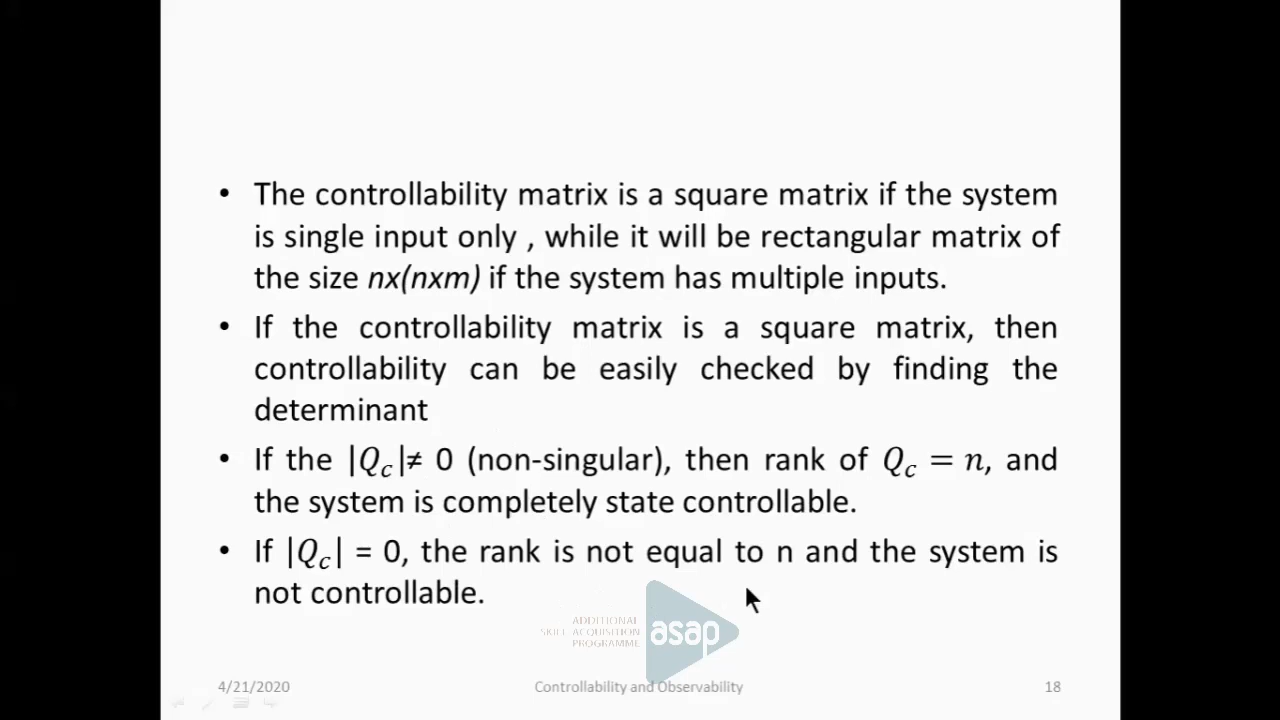 • The controllability matrix is a square matrix if the system
is single input only , while it will be rectangular matrix of
the size nx(nxm) if the system has multiple inputs.
• If the controllability matrix is a square matrix, then
controllability can be easily checked by finding the
determinant
• If the |Q_c|≠ 0 (non-singular), then rank of Q_c = n, and
the system is completely state controllable.
• If |Q_c| = 0, the rank is not equal to n and the system is
not controllable.
ADDITIONAL
SKILL ACQUISITION
PROGRAMME
asap
4/21/2020 Controllability and Observability 18